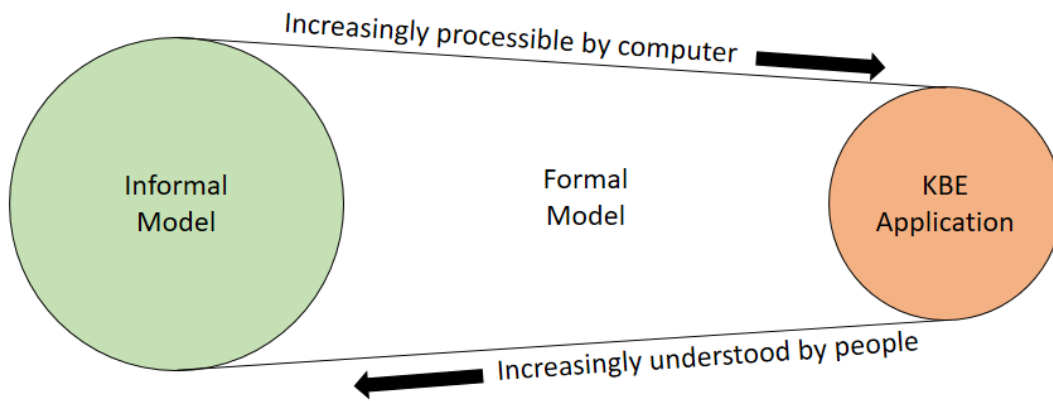 Increasingly processible by computer
Informal
Model
Formal
Model
KBE
Application
Increasingly understood by people